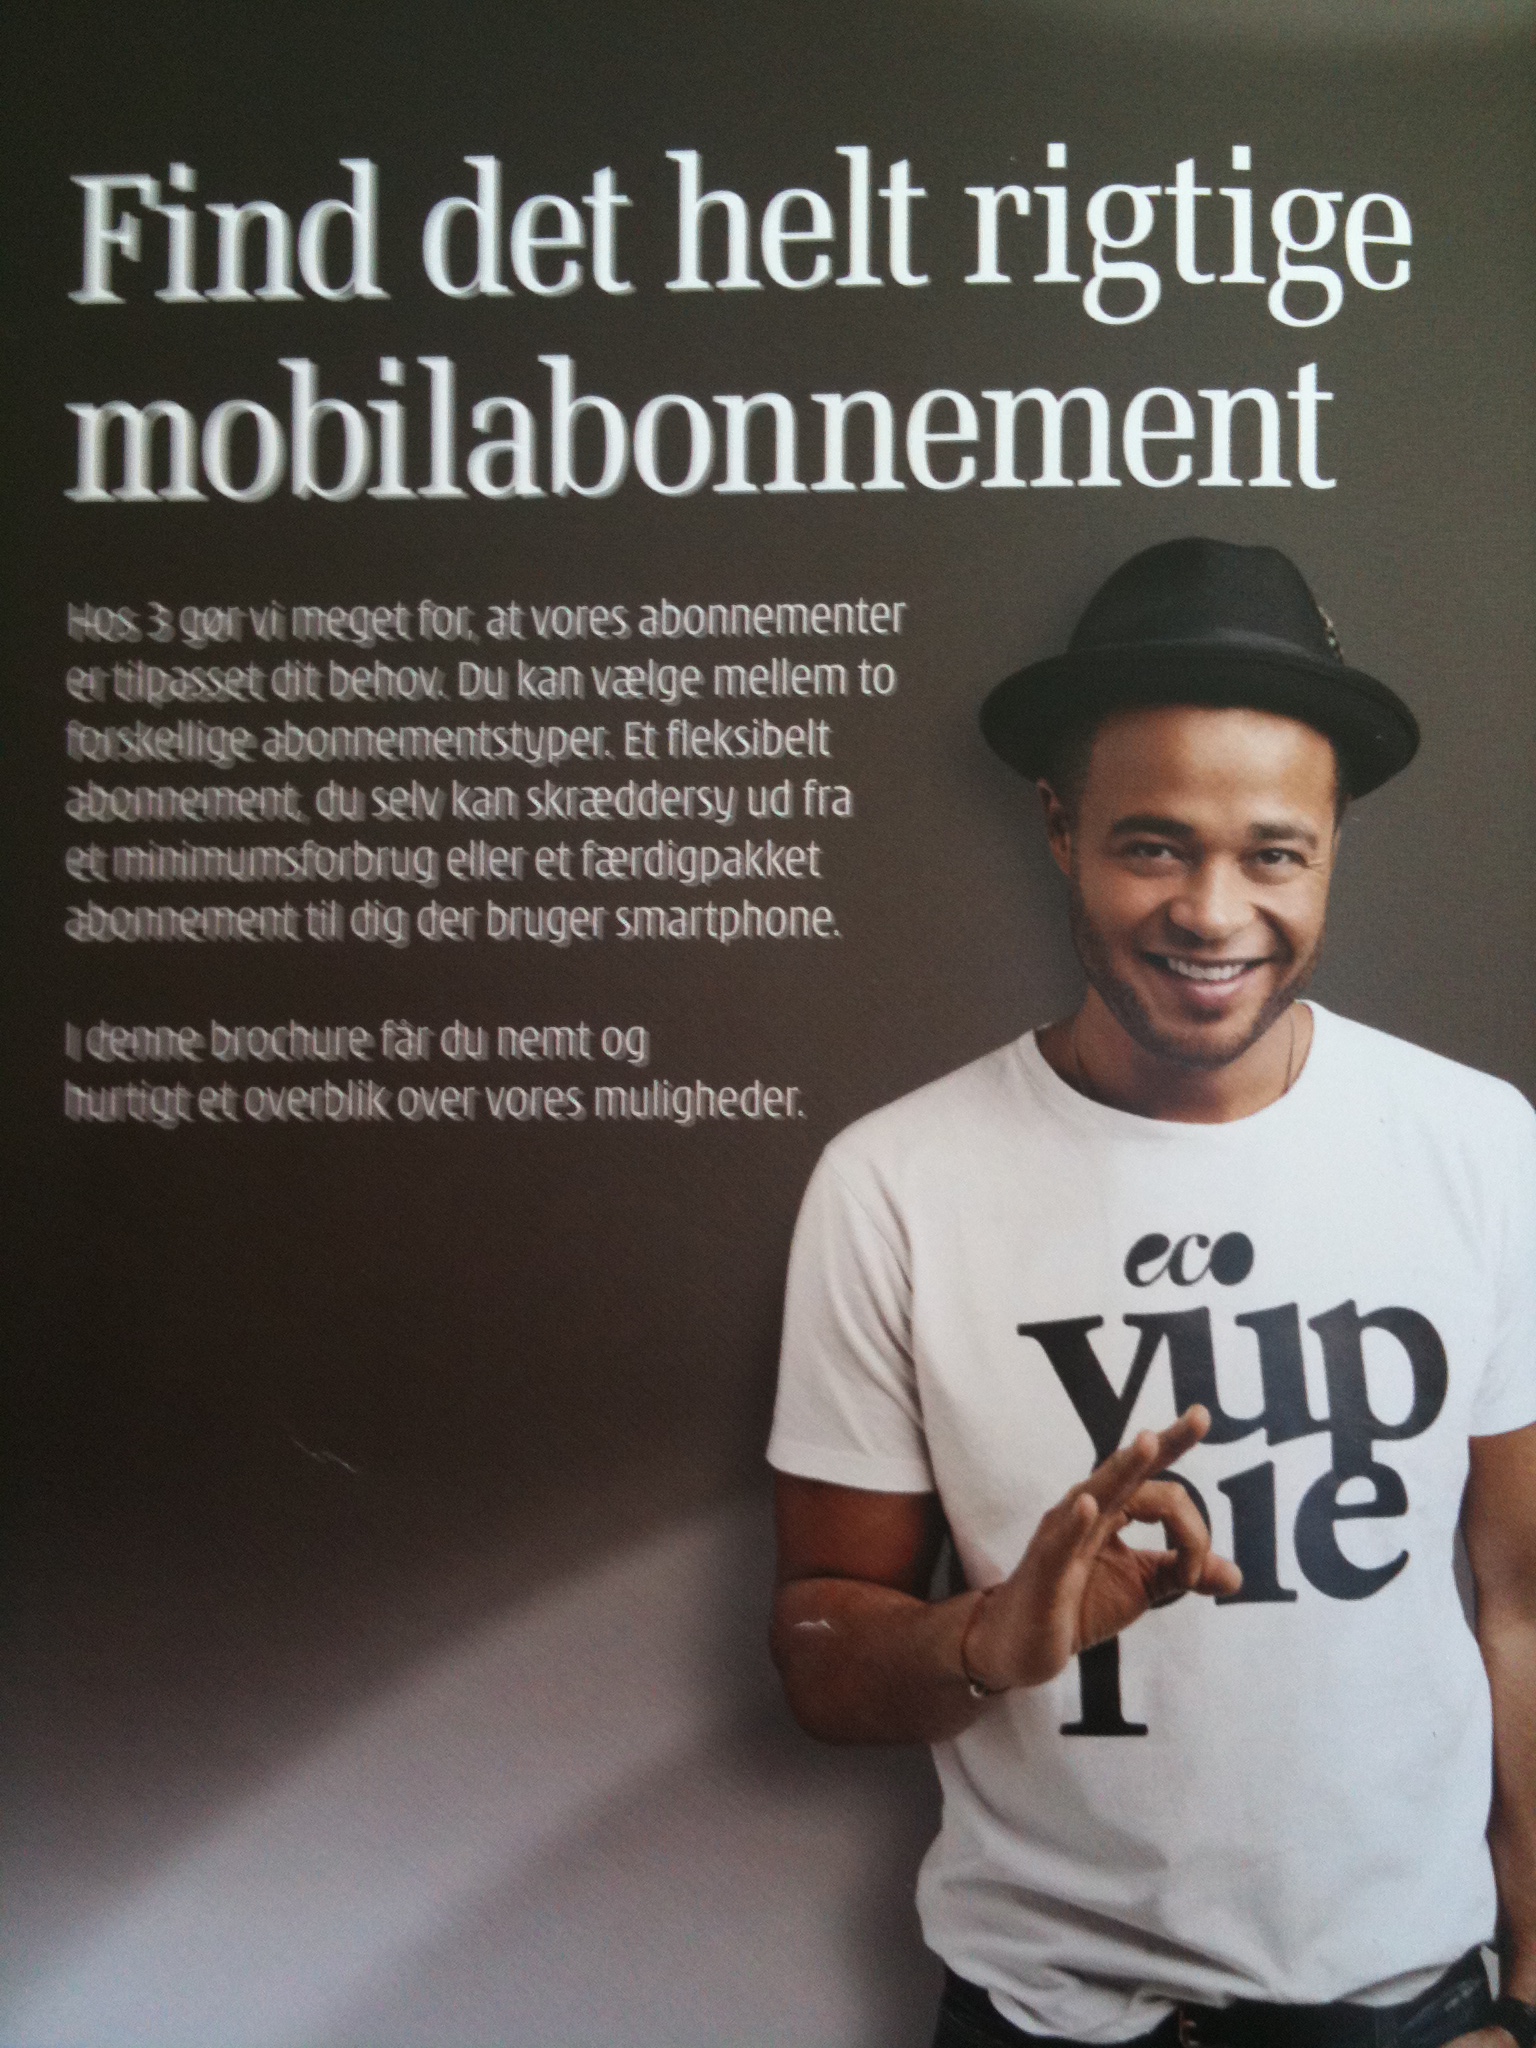 Find det helt rigtige
mobilabonnement
Hos 3 gør vi meget for, at vores abonnementer
er tilpasset dit behov. Du kan vælge mellem to
forskellige abonnementstyper. Et fleksibelt
abonnement, du selv kan skræddersy ud fra
et minimumsforbrug eller et færdigpakket
abonnement til dig der bruger smartphone.
I denne brochure får du nemt og
hurtigt et overblik over vores muligheder.
eco
yup
pie